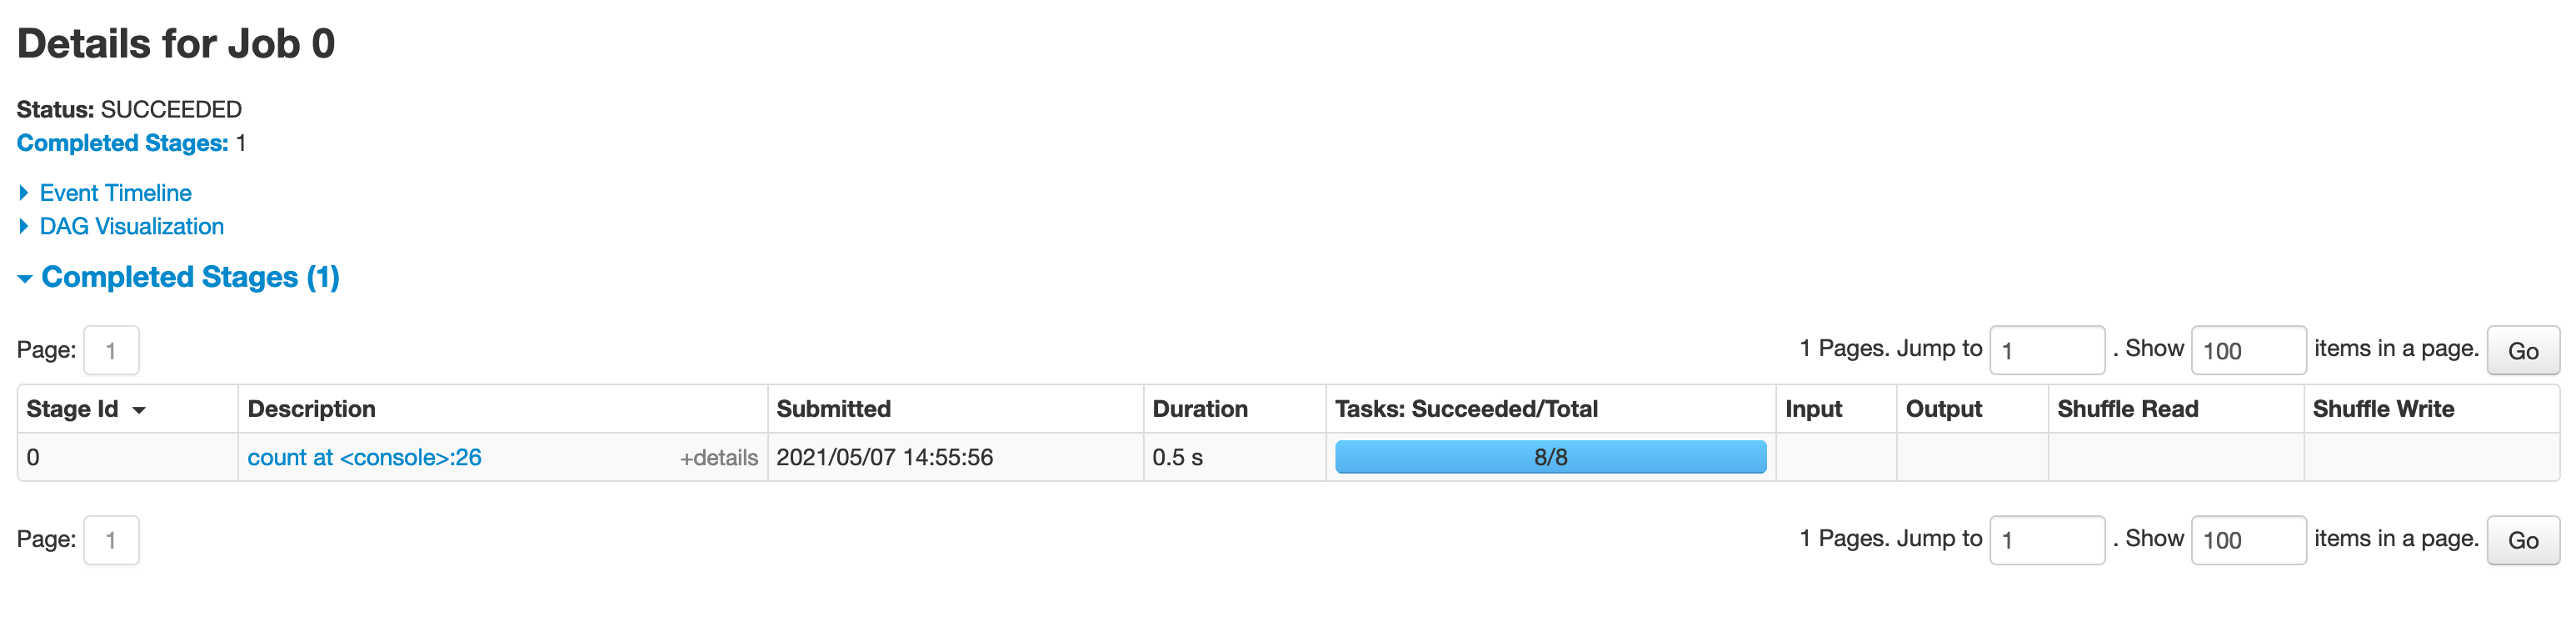 Details for Job 0
Status: SUCCEEDED
Completed Stages: 1
Event Timeline
DAG Visualization
Completed Stages (1)
Page: 1 1 Pages. Jump to 1 . Show 100 items in a page. Go
Stage Id Description Submitted Duration Tasks: Succeeded/Total Input Output Shuffle Read Shuffle Write
0 count at <console>:26 +details 2021/05/07 14:55:56 0.5 s 8/8
Page: 1 1 Pages. Jump to 1 . Show 100 items in a page. Go